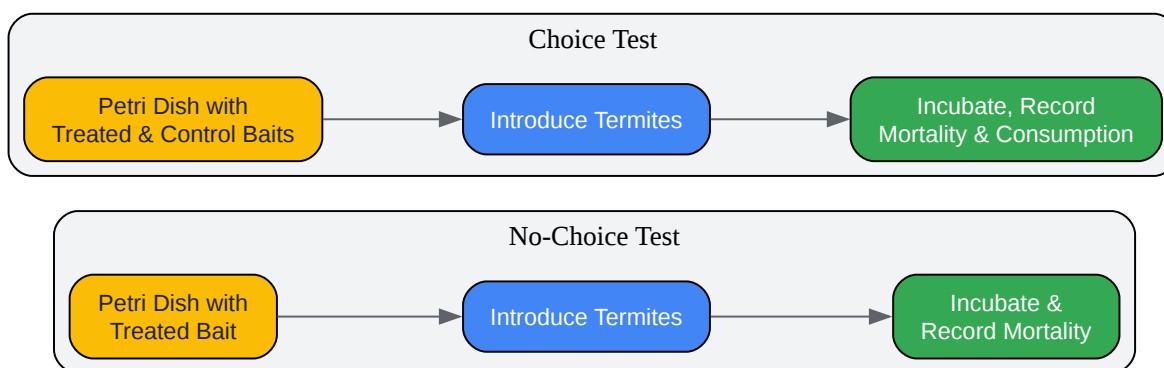 Choice Test
Petri Dish with
Treated & Control Baits
Introduce Termites
Incubate, Record
Mortality & Consumption
No-Choice Test
Petri Dish with
Treated Bait
Introduce Termites
Incubate &
Record Mortality